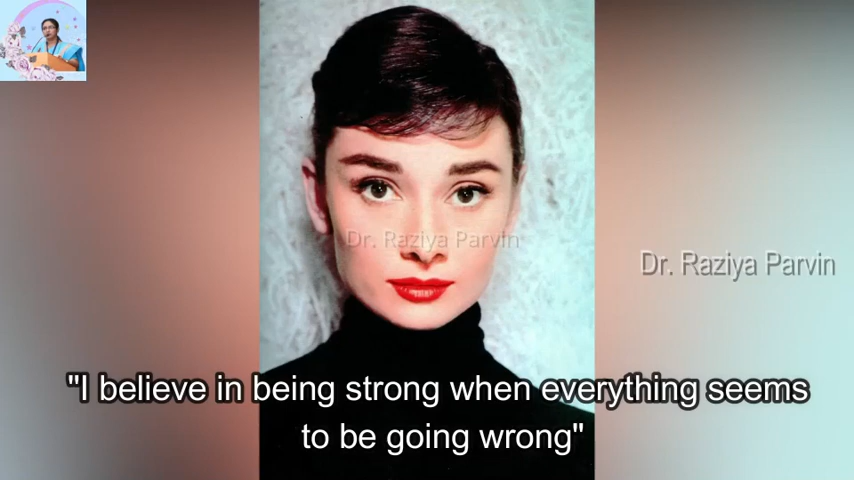 Dr. Raziya Parvin
Dr. Raziya Parvin
"I believe in being strong when everything seems
to be going wrong"